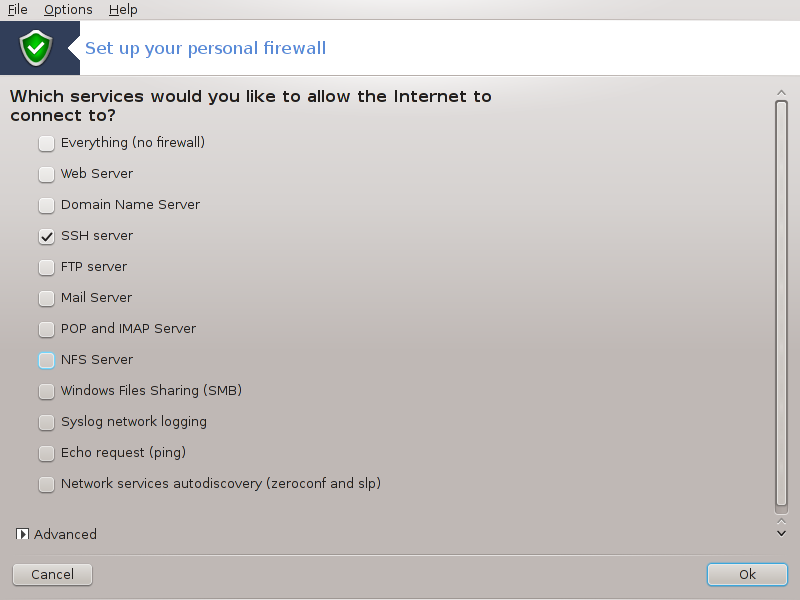 File Options Help
Set up your personal firewall
Which services would you like to allow the Internet to
connect to?
Everything (no firewall)
Web Server
Domain Name Server
SSH server
FTP server
Mail Server
POP and IMAP Server
NFS Server
Windows Files Sharing (SMB)
Syslog network logging
Echo request (ping)
Network services autodiscovery (zeroconf and slp)
Advanced
Cancel Ok